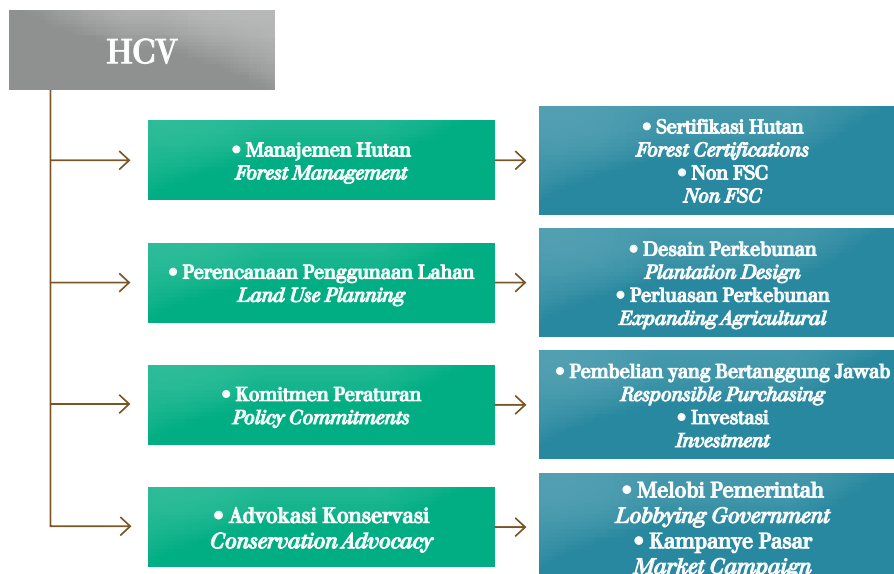 HCV
• Manajemen Hutan
Forest Management
• Sertifikasi Hutan
Forest Certifications
• Non FSC
Non FSC
• Perencanaan Penggunaan Lahan
Land Use Planning
• Desain Perkebunan
Plantation Design
• Perluasan Perkebunan
Expanding Agricultural
• Komitmen Peraturan
Policy Commitments
• Pembelian yang Bertanggung Jawab
Responsible Purchasing
• Investasi
Investment
• Advokasi Konservasi
Conservation Advocacy
• Melobi Pemerintah
Lobbying Government
• Kampanye Pasar
Market Campaign